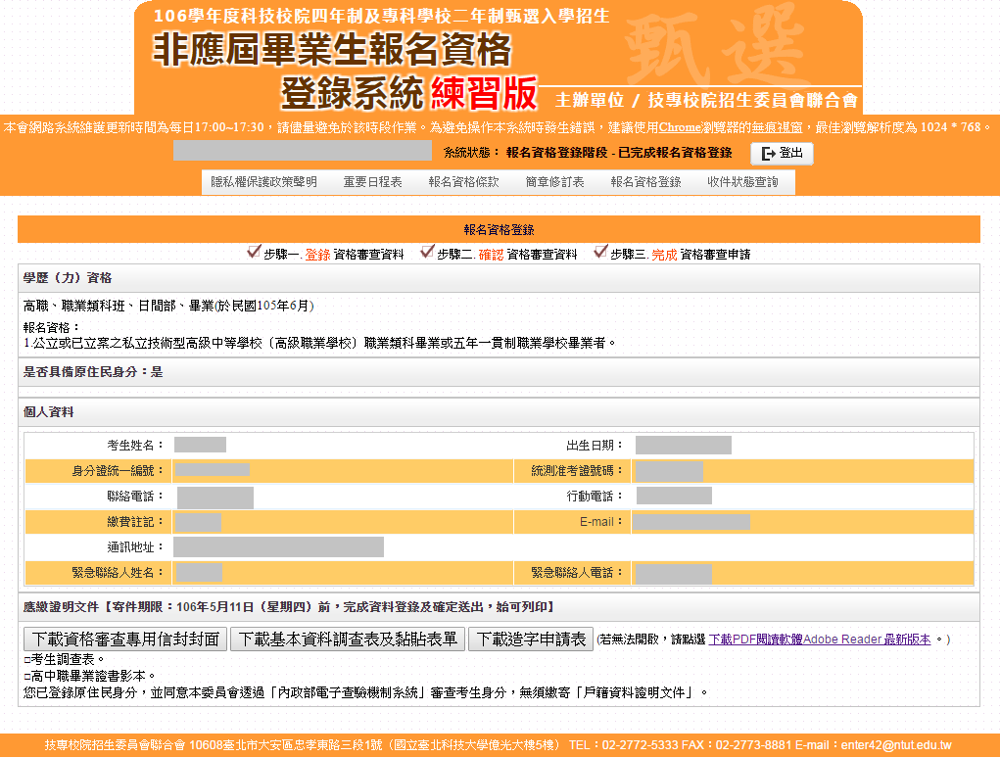 106學年度科技校院四年制及專科學校二年制甄選入學招生
甄選
非應屆畢業生報名資格
登錄系統 練習版
主辦單位 / 技專校院招生委員會聯合會
本會網路系統維護更新時間為每日17:00~17:30，請儘量避免於該時段作業。為避免操作本系統時發生錯誤，建議使用Chrome瀏覽器的無痕視窗，最佳瀏覽解析度為 1024 * 768。
系統狀態： 報名資格登錄階段 - 已完成報名資格登錄 登出
隱私權保護政策聲明 重要日程表 報名資格條款 簡章修訂表 報名資格登錄 收件狀態查詢
報名資格登錄
步驟一. 登錄 資格審查資料 步驟二. 確認 資格審查資料 步驟三. 完成 資格審查申請
學歷（力）資格
高職、職業類科班、日間部、畢業(於民國105年6月)
報名資格：
1.公立或已立案之私立技術型高級中等學校〔高級職業學校〕職業類科畢業或五年一貫制職業學校畢業者。
是否具備原住民身分：是
個人資料
考生姓名： 出生日期：
身分證統一編號： 統測准考證號碼：
聯絡電話： 行動電話：
繳費註記： E-mail：
通訊地址：
緊急聯絡人姓名： 緊急聯絡人電話：
應繳證明文件【寄件期限：106年5月11日（星期四）前，完成資料登錄及確定送出，始可列印】
下載資格審查專用信封封面 下載基本資料調查表及黏貼表單 下載造字申請表 (若無法開啟，請點選 下載PDF閱讀軟體Adobe Reader 最新版本 。)
□考生調查表。
□高中職畢業證書影本。
您已登錄原住民身分，並同意本委員會透過「內政部電子查驗機制系統」審查考生身分，無須繳寄「戶籍資料證明文件」。
技專校院招生委員會聯合會 10608臺北市大安區忠孝東路三段1號（國立臺北科技大學億光大樓5樓） TEL：02-2772-5333 FAX：02-2773-8881 E-mail：enter42@ntut.edu.tw